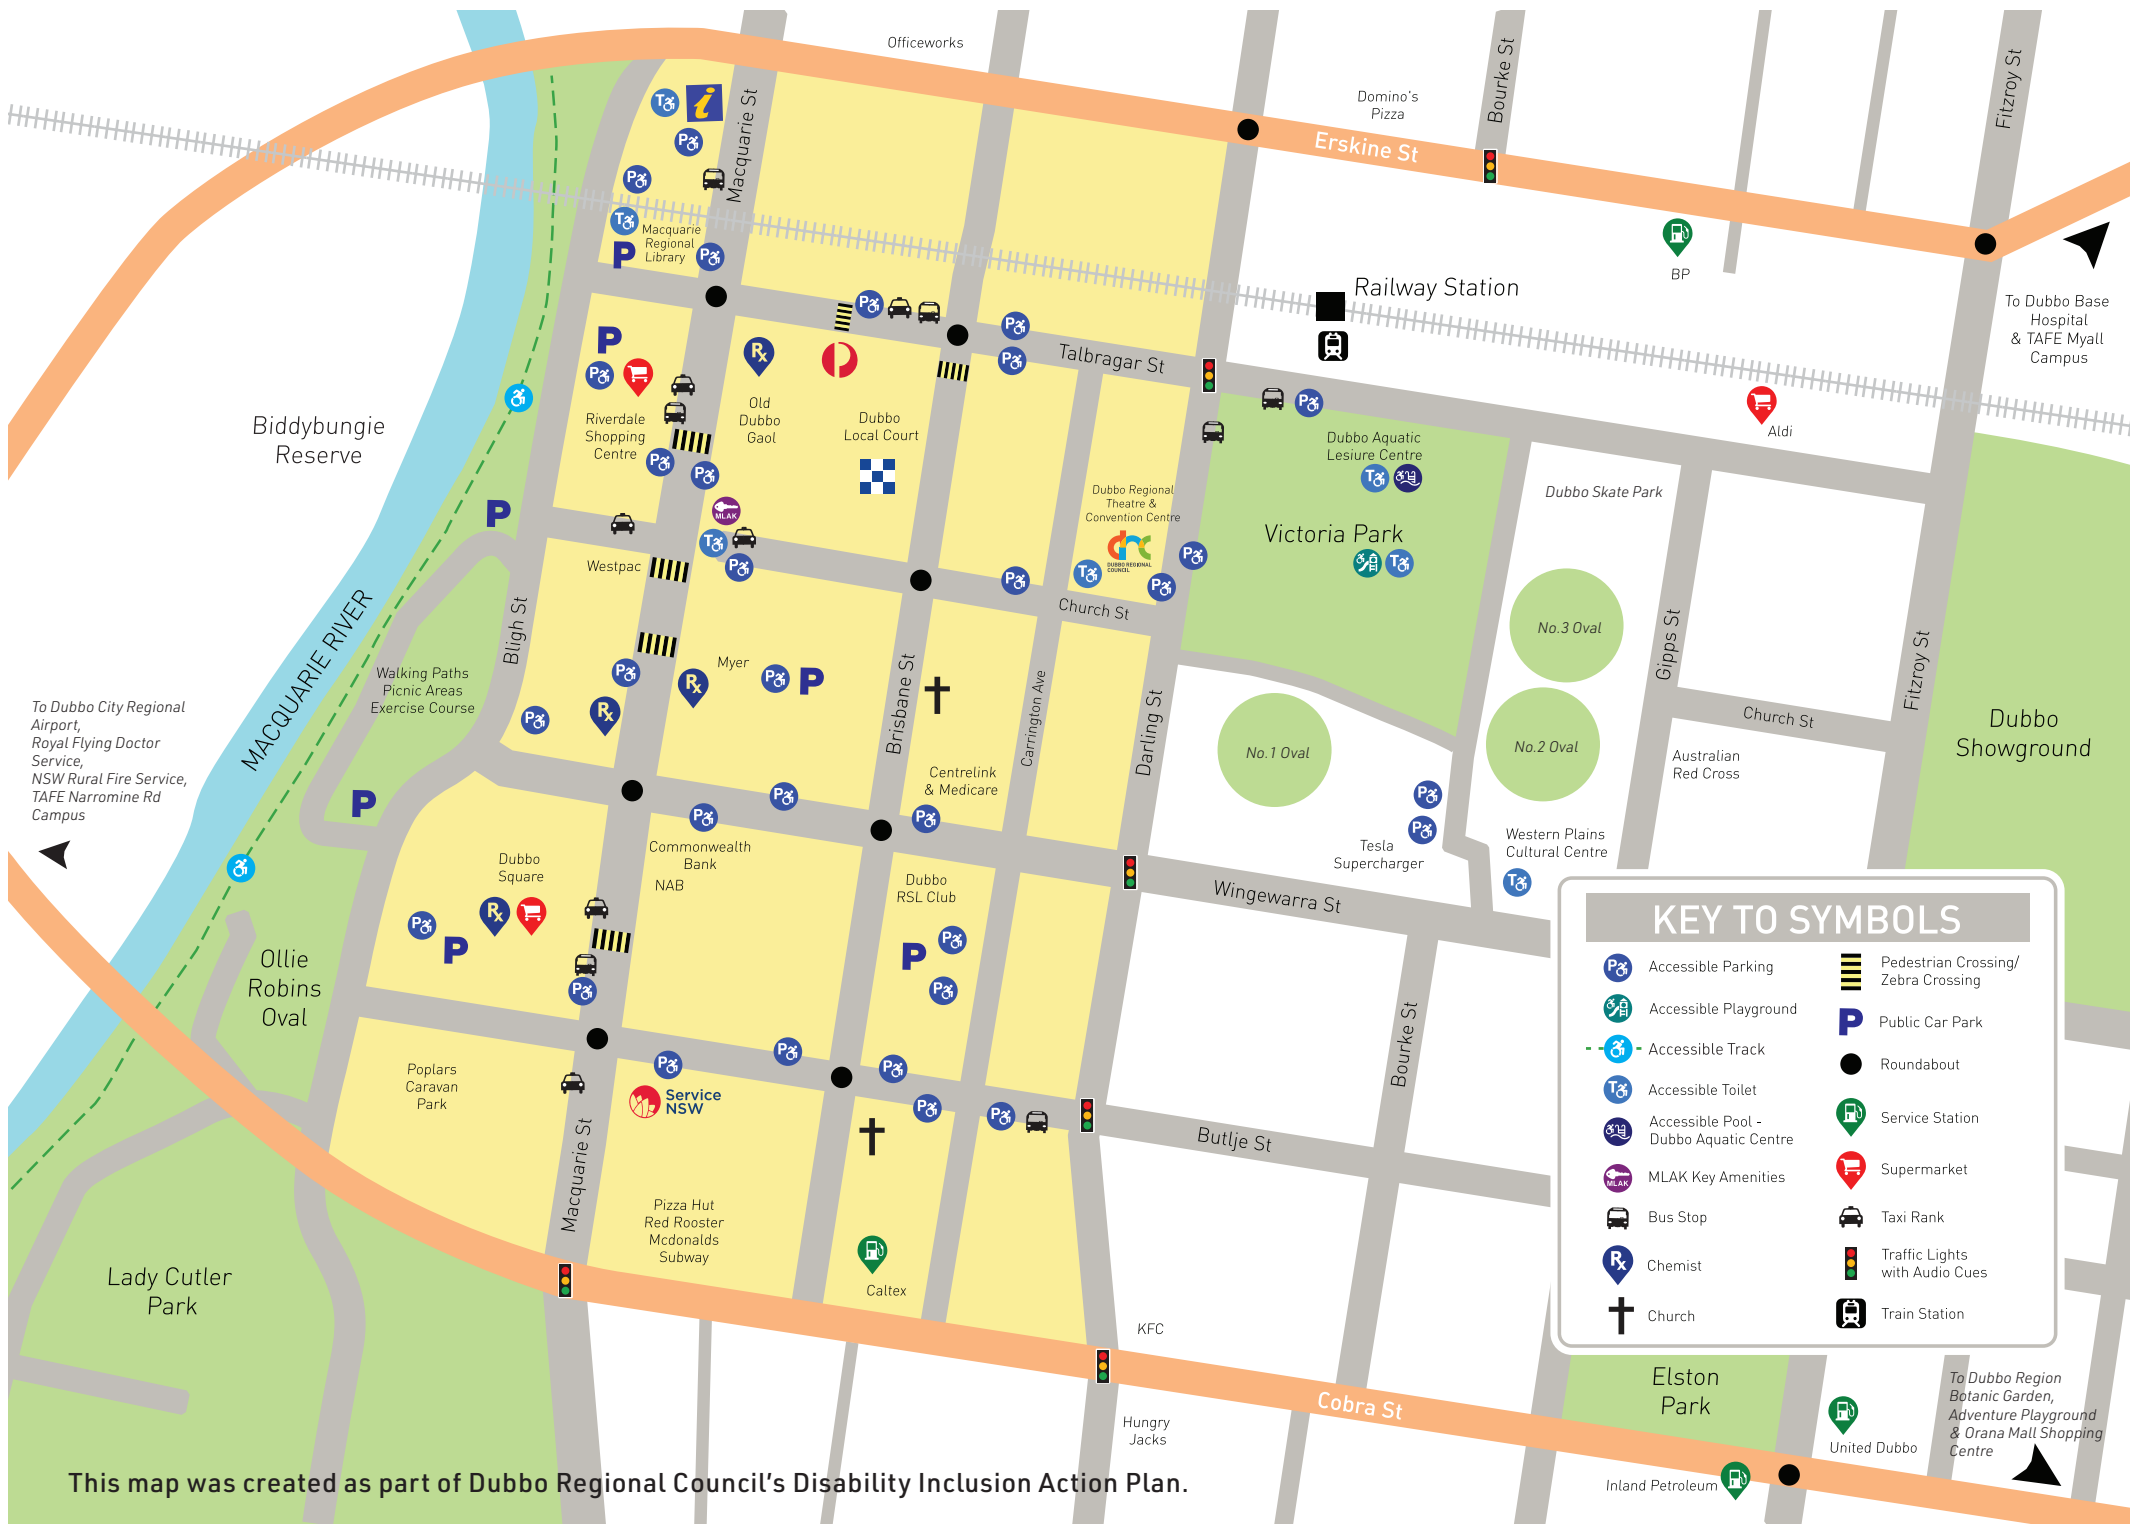 Officeworks
Bourke St
Fitzroy St
Domino's
Pizza
Erskine St
Macquarie St
Macquarie
Regional
Library
BP
Railway Station
To Dubbo Base
Hospital
& TAFE Myall
Campus
Talbragar St
Old
Dubbo
Gaol
Dubbo
Local Court
Riverdale
Shopping
Centre
Biddybungie
Reserve
Aldi
Dubbo Aquatic
Lesiure Centre
Dubbo Skate Park
Dubbo Regional
Theatre &
Convention Centre
DUBBO REGIONAL
COUNCIL
Victoria Park
MLAK
Westpac
Church St
Bligh St
MACQUARIE RIVER
No.3 Oval
Gipps St
Fitzroy St
Myer
Walking Paths
Picnic Areas
Exercise Course
Brisbane St
Carrington Ave
Darling St
To Dubbo City Regional
Airport,
Royal Flying Doctor
Service,
NSW Rural Fire Service,
TAFE Narromine Rd
Campus
No.1 Oval
No.2 Oval
Church St
Australian
Red Cross
Dubbo
Showground
Centrelink
& Medicare
Commonwealth
Bank
NAB
Tesla
Supercharger
Western Plains
Cultural Centre
Dubbo
Square
Dubbo
RSL Club
Wingewarra St
Ollie
Robins
Oval
Bourke St
Poplars
Caravan
Park
Service
NSW
Butlje St
Macquarie St
Pizza Hut
Red Rooster
Mcdonalds
Subway
Lady Cutler
Park
Caltex
KFC
Cobra St
Hungry
Jacks
Elston
Park
To Dubbo Region
Botanic Garden,
Adventure Playground
& Orana Mall Shopping
Centre
United Dubbo
Inland Petroleum
KEY TO SYMBOLS
Accessible Parking
Accessible Playground
Accessible Track
Accessible Toilet
Accessible Pool -
Dubbo Aquatic Centre
MLAK
MLAK Key Amenities
Bus Stop
Chemist
Church
Pedestrian Crossing/
Zebra Crossing
Public Car Park
Roundabout
Service Station
Supermarket
Taxi Rank
Traffic Lights
with Audio Cues
Train Station
This map was created as part of Dubbo Regional Council's Disability Inclusion Action Plan.